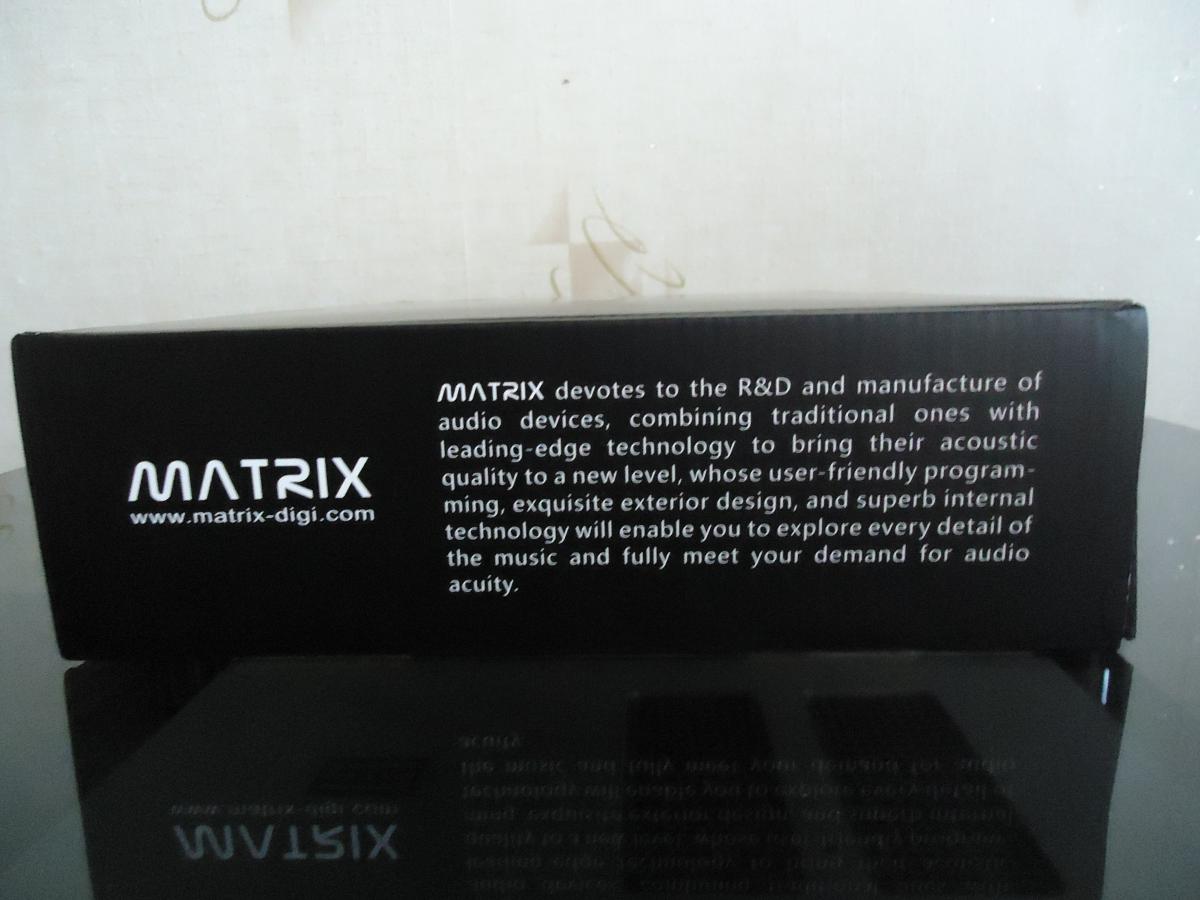 MATRIX
www.matrix-digi.com
MATRIX devotes to the R&D and manufacture of
audio devices, combining traditional ones with
leading-edge technology to bring their acoustic
quality to a new level, whose user-friendly program-
ming, exquisite exterior design, and superb internal
technology will enable you to explore every detail of
the music and fully meet your demand for audio
acuity.